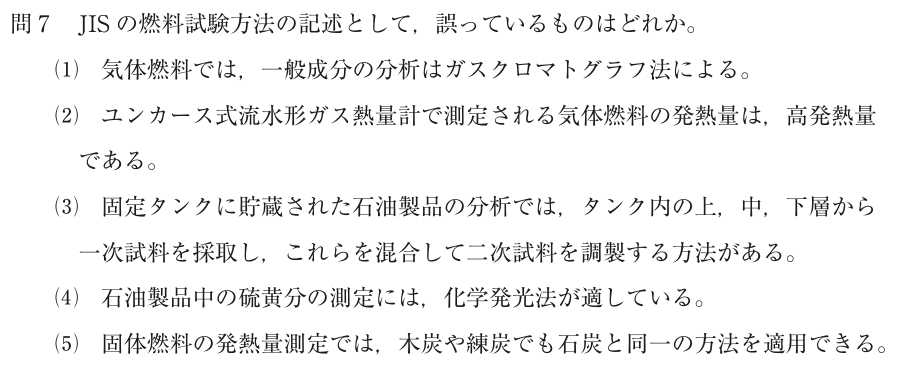 問7 JISの燃料試験方法の記述として，誤っているものはどれか。
(1) 気体燃料では，一般成分の分析はガスクロマトグラフ法による。
(2) ユンカース式流水形ガス熱量計で測定される気体燃料の発熱量は，高発熱量
である。
(3) 固定タンクに貯蔵された石油製品の分析では，タンク内の上，中，下層から
一次試料を採取し，これらを混合して二次試料を調製する方法がある。
(4) 石油製品中の硫黄分の測定には，化学発光法が適している。
(5) 固体燃料の発熱量測定では，木炭や練炭でも石炭と同一の方法を適用できる。